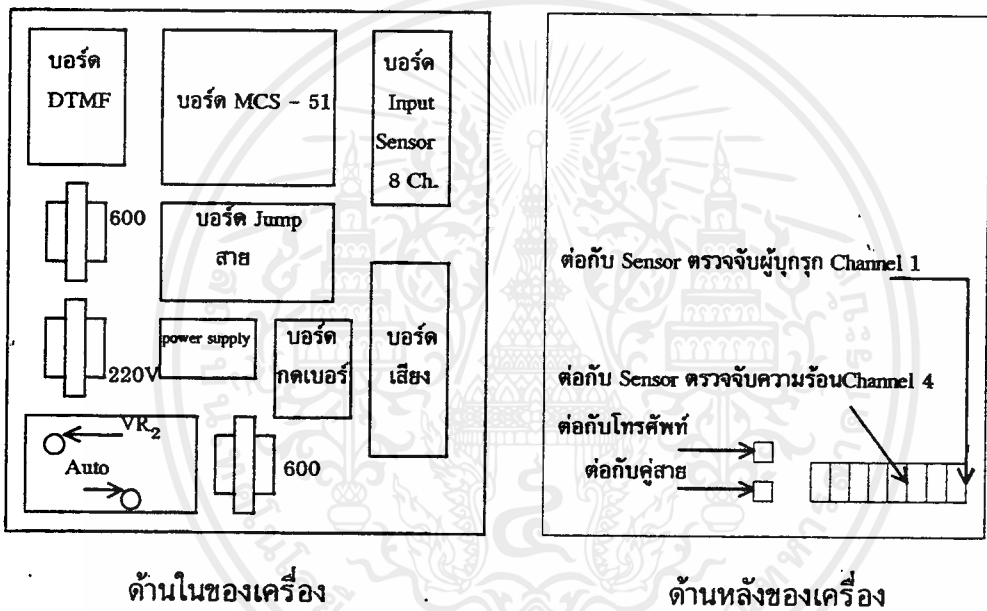 บอร์ด
DTMF
บอร์ด MCS - 51
บอร์ด
Input
Sensor
8 Ch.
600
บอร์ด Jump
สาย
220V
power supply
บอร์ด
กดเบอร์
บอร์ด
เสียง
VR2
Auto
600
ด้านในของเครื่อง
ต่อกับ Sensor ตรวจจับผู้บุกรุก Channel 1
ต่อกับ Sensor ตรวจจับความร้อนChannel 4
ต่อกับโทรศัพท์
ต่อกับคู่สาย
ด้านหลังของเครื่อง